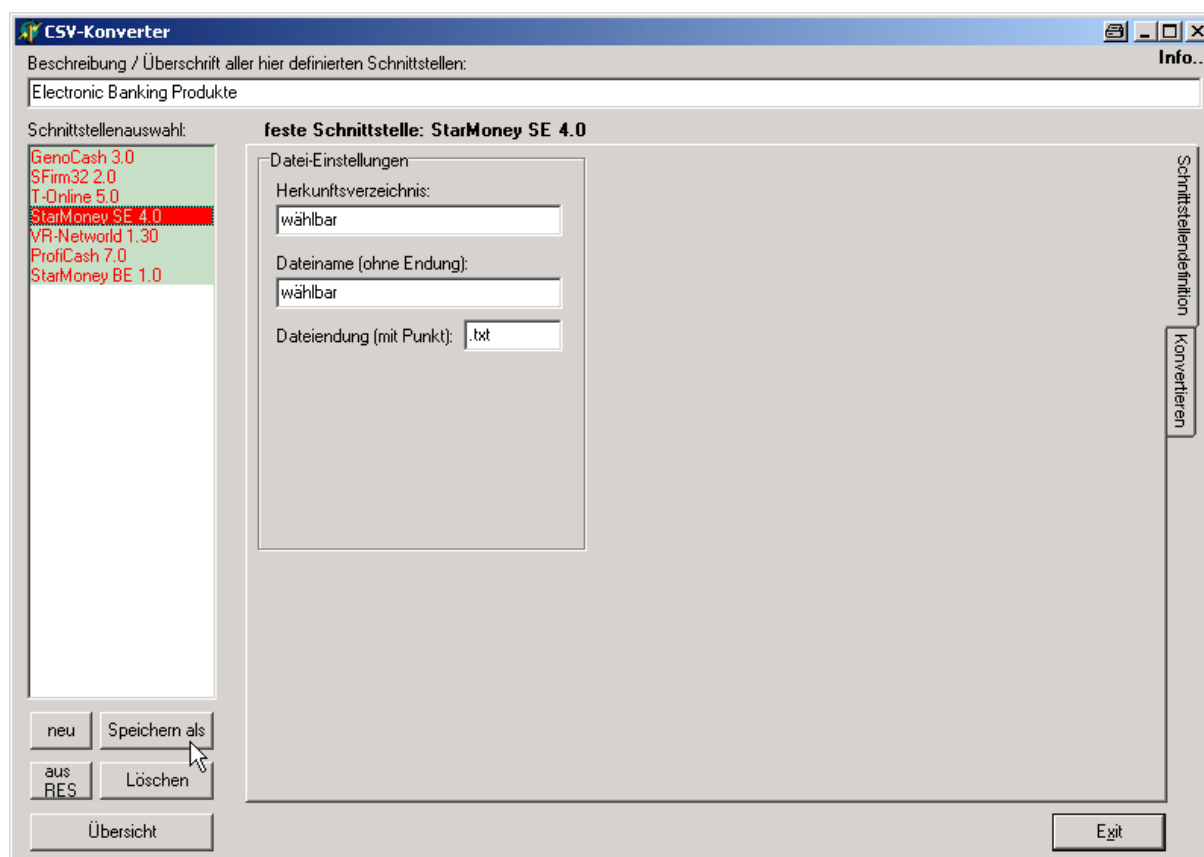 CSV-Konverter
Beschreibung / Überschrift aller hier definierten Schnittstellen:
Info..
Electronic Banking Produkte
Schnittstellenauswahl:
feste Schnittstelle: StarMoney SE 4.0
GenoCash 3.0
SFirm32 2.0
T-Online 5.0
StarMoney SE 4.0
VR-Networld 1.30
ProfiCash 7.0
StarMoney BE 1.0
Datei-Einstellungen
Herkunftsverzeichnis:
wählbar
Dateiname (ohne Endung):
wählbar
Dateiendung (mit Punkt):
.txt
Schnittstellendefinition
Konvertieren
neu
Speichern als
aus
RES
Löschen
Übersicht
Exit